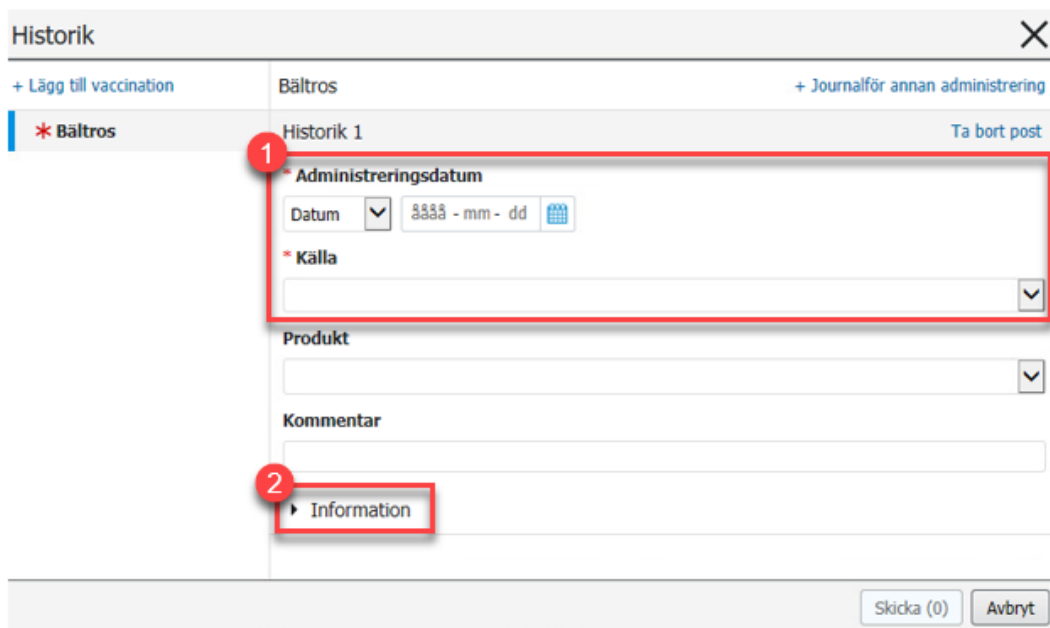 Historik
+ Lägg till vaccination
Bältros
+ Journalför annan administrering
* Bältros
Historik 1
Ta bort post
1
* Administreringsdatum
Datum
åååå - mm - dd
* Källa
Produkt
Kommentar
2
Information
Skicka (0)
Avbryt